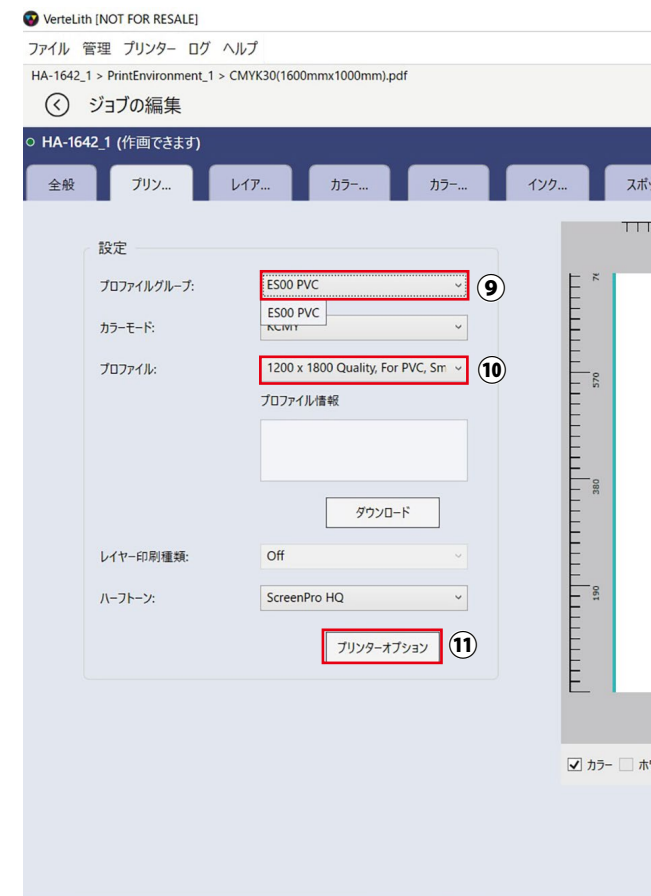 VerteLith [NOT FOR RESALE]
ファイル 管理 プリンター ログ ヘルプ
HA-1642_1 > PrintEnvironment_1 > CMYK30(1600mmx1000mm).pdf
ジョブの編集
HA-1642_1 (作画できます)
全般 プリン... レイア... カラー... カラー... インク... スポッ
設定
プロファイルグループ: ES00 PVC ⑨
ES00 PVC
カラーモード: KCMY
プロファイル: 1200 x 1800 Quality, For PVC, Sm ⑩
プロファイル情報
ダウンロード
レイヤー印刷種類: Off
ハーフトーン: ScreenPro HQ
プリンターオプション ⑪
76
570
380
190
カラー ホワ